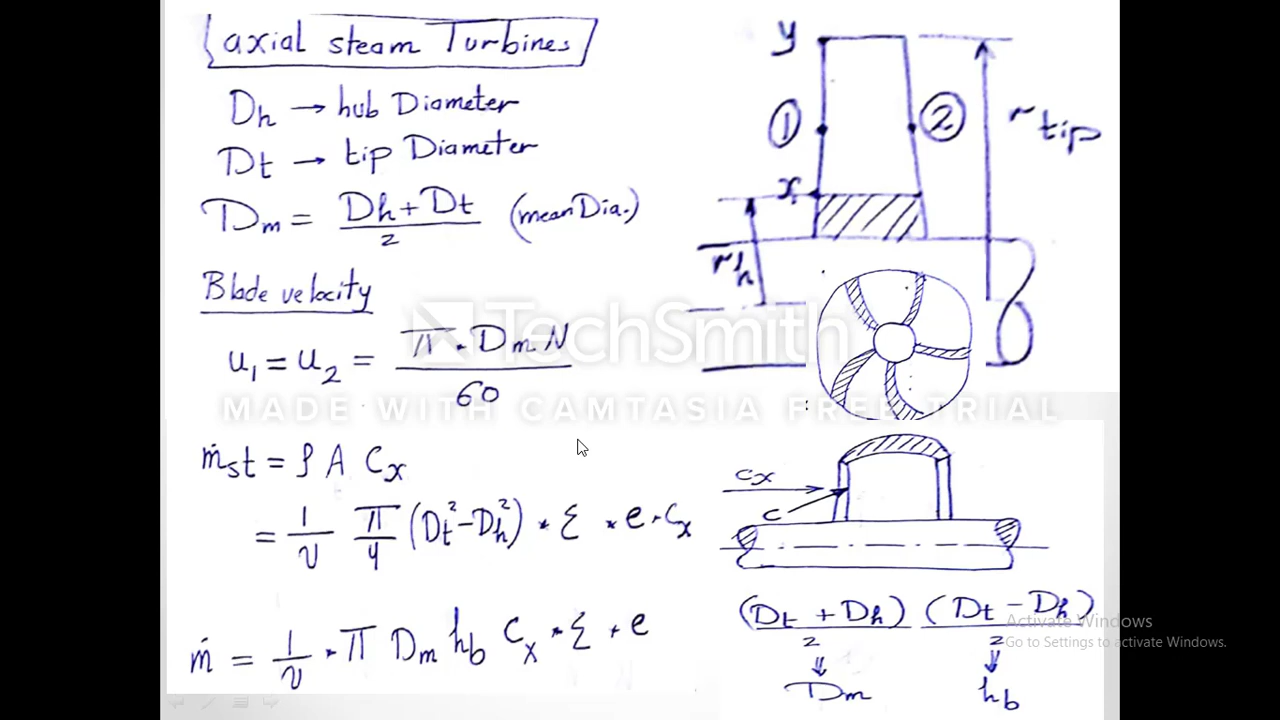 axial steam Turbines
Dh → hub Diameter
Dt → tip Diameter
Dm = Dh + Dt / 2 (mean Dia.)
Blade velocity
u1 = u2 = π * Dm N / 60
ṁst = ρ A Cx
= 1/v π/4 (Dt² - Dh²) * Σ * e * Cx
ṁ = 1/v * π Dm hb Cx * Σ * e
y
①
②
r tip
x
rh
Cx
C
(Dt + Dh) / 2 (Dt - Dh) / 2
⇓ ⇓
Dm hb
TechSmith
MADE WITH CAMTASIA FREE TRIAL
Activate Windows
Go to Settings to activate Windows.